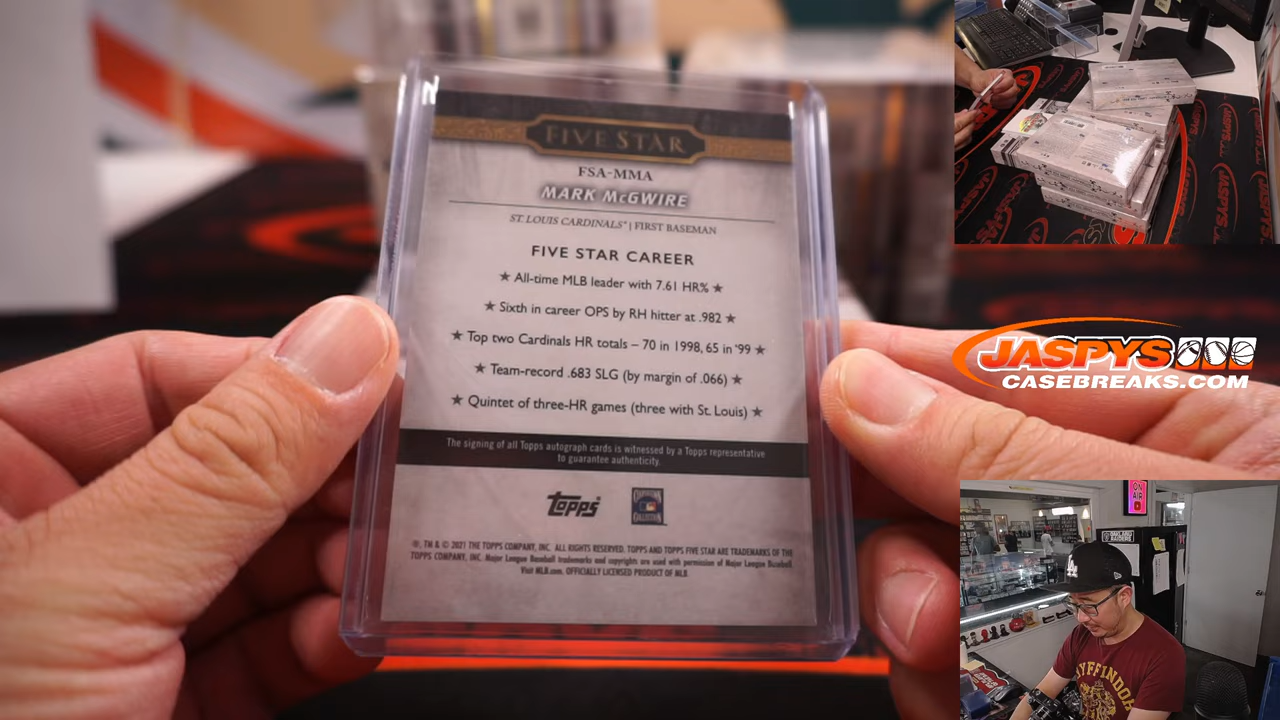 FIVE STAR
FSA-MMA
MARK McGWIRE
ST. LOUIS CARDINALS® | FIRST BASEMAN
FIVE STAR CAREER
★ All-time MLB leader with 7.61 HR% ★
★ Sixth in career OPS by RH hitter at .982 ★
★ Top two Cardinals HR totals – 70 in 1998, 65 in '99 ★
★ Team-record .683 SLG (by margin of .066) ★
★ Quintet of three-HR games (three with St. Louis) ★
The signing of all Topps autograph cards is witnessed by a Topps representative
to guarantee authenticity.
topps®
®, TM & © 2021 THE TOPPS COMPANY, INC. ALL RIGHTS RESERVED. TOPPS AND TOPPS FIVE STAR ARE TRADEMARKS OF THE
TOPPS COMPANY, INC. Major League Baseball trademarks and copyrights are used with permission of Major League Baseball.
Visit MLB.com. OFFICIALLY LICENSED PRODUCT OF MLB.
JASPYS
CASEBREAKS.COM
ON
AIR
LA
GRYFFINDOR
JASPYS